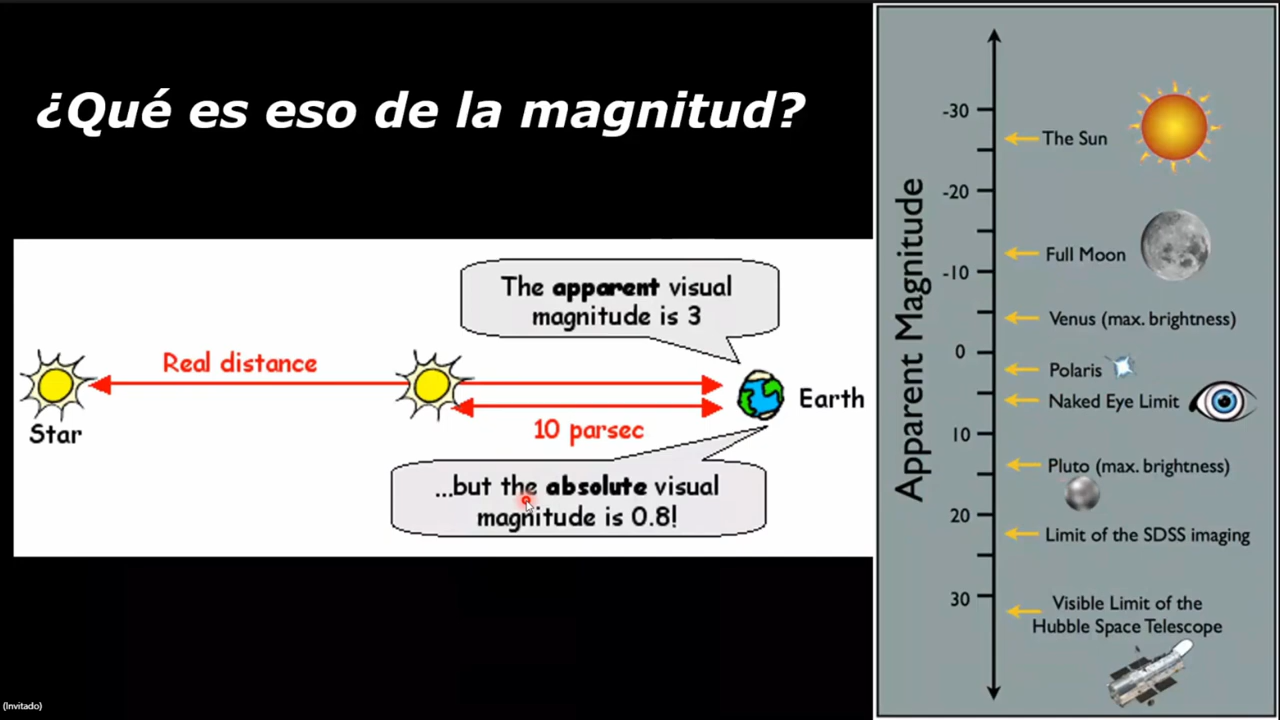 ¿Qué es eso de la magnitud?
The apparent visual
magnitude is 3
Real distance
Star
10 parsec
Earth
...but the absolute visual
magnitude is 0.8!
Apparent Magnitude
-30
The Sun
-20
Full Moon
-10
Venus (max. brightness)
0
Polaris
Naked Eye Limit
10
Pluto (max. brightness)
20
Limit of the SDSS imaging
30
Visible Limit of the
Hubble Space Telescope
(Invitado)